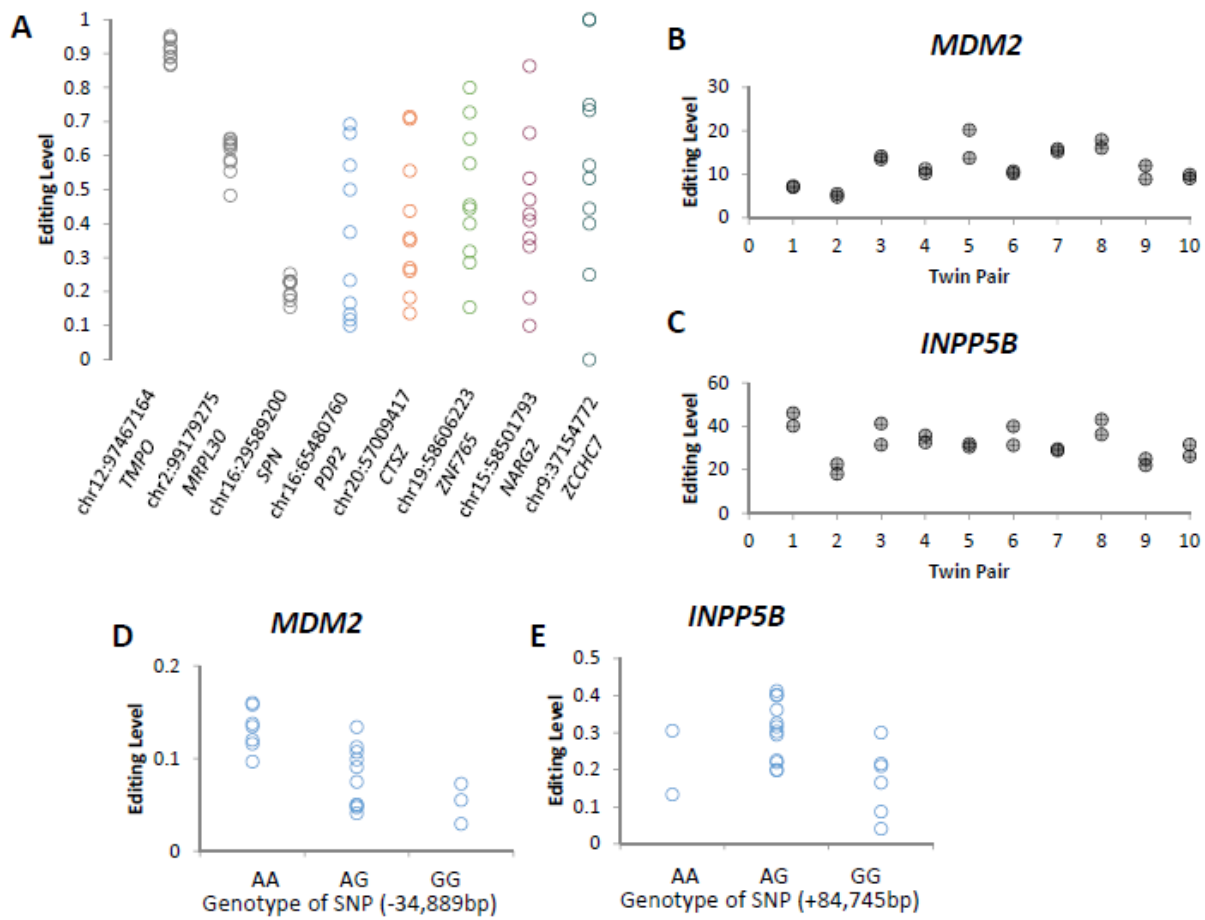 A
Editing Level
1
0.9
0.8
0.7
0.6
0.5
0.4
0.3
0.2
0.1
0
chr12:97467164
TMPO
chr2:99179275
MRPL30
chr16:29589200
SPN
chr16:65480760
PDP2
chr20:57009417
CTSZ
chr19:58606223
ZNF765
chr15:58501793
NARG2
chr9:37154772
ZCCHC7
B
MDM2
Editing Level
30
20
10
0
0 1 2 3 4 5 6 7 8 9 10
Twin Pair
C
INPP5B
Editing Level
60
40
20
0
0 1 2 3 4 5 6 7 8 9 10
Twin Pair
D
MDM2
Editing Level
0.2
0.1
0
AA AG GG
Genotype of SNP (-34,889bp)
E
INPP5B
Editing Level
0.5
0.4
0.3
0.2
0.1
0
AA AG GG
Genotype of SNP (+84,745bp)